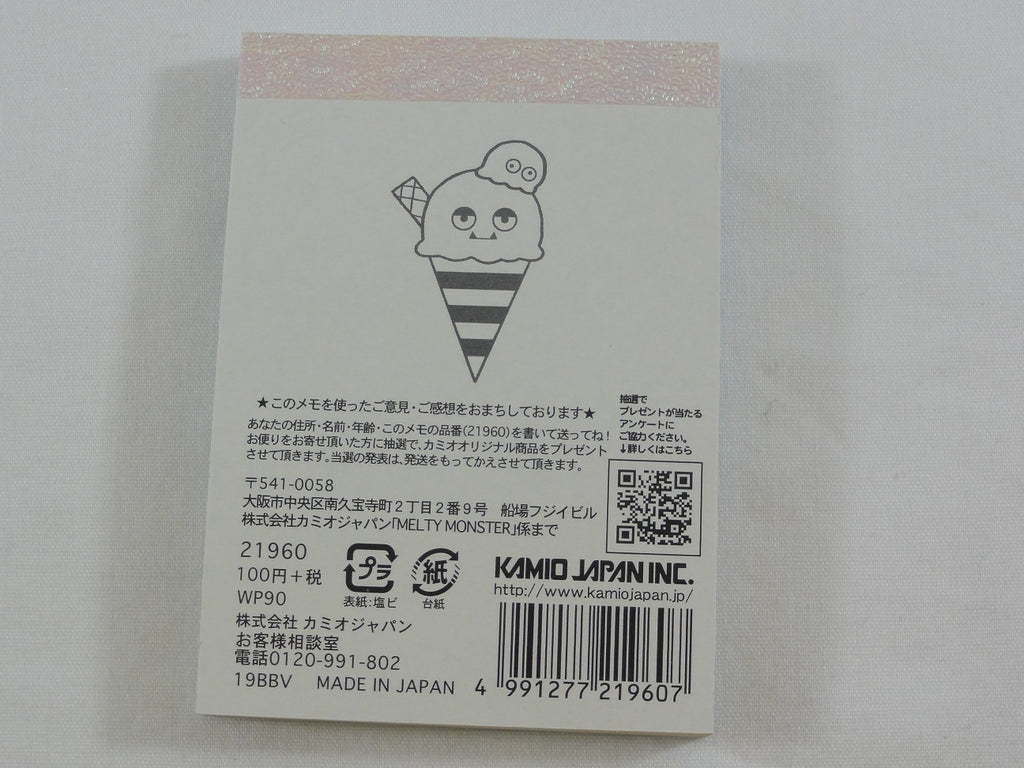 ★このメモを使ったご意見・ご感想をおまちしております★
あなたの住所・名前・年齢・このメモの品番(21960)を書いて送ってね!
お便りをお寄せ頂いた方に抽選で、カミオオリジナル商品をプレゼント
させて頂きます。当選の発表は、発送をもってかえさせて頂きます。
抽選で
プレゼントが当たる
アンケートに
ご協力ください。
↓詳しくはこちら
〒541-0058
大阪市中央区南久宝寺町2丁目2番9号 船場フジイビル
株式会社カミオジャパン「MELTY MONSTER」係まで
21960
100円+税
WP90
プラ
表紙:塩ビ
紙
台紙
KAMIO JAPAN INC.
http://www.kamiojapan.jp/
株式会社 カミオジャパン
お客様相談室
電話0120-991-802
19BBV MADE IN JAPAN
4 991277 219607